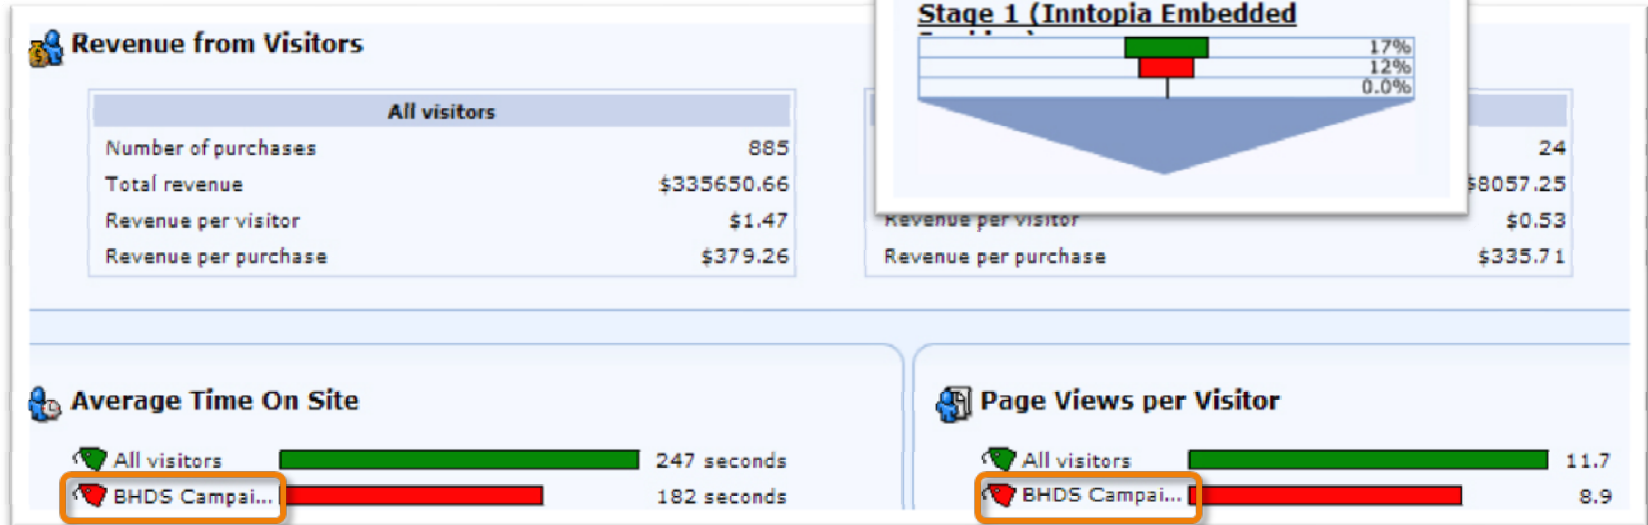 Stage 1 (Inntopia Embedded
17%
12%
0.0%
Revenue from Visitors
All visitors
Number of purchases 885
Total revenue $335650.66
Revenue per visitor $1.47
Revenue per purchase $379.26
24
$8057.25
Revenue per visitor $0.53
Revenue per purchase $335.71
Average Time On Site
All visitors 247 seconds
BHDS Campai... 182 seconds
Page Views per Visitor
All visitors 11.7
BHDS Campai... 8.9